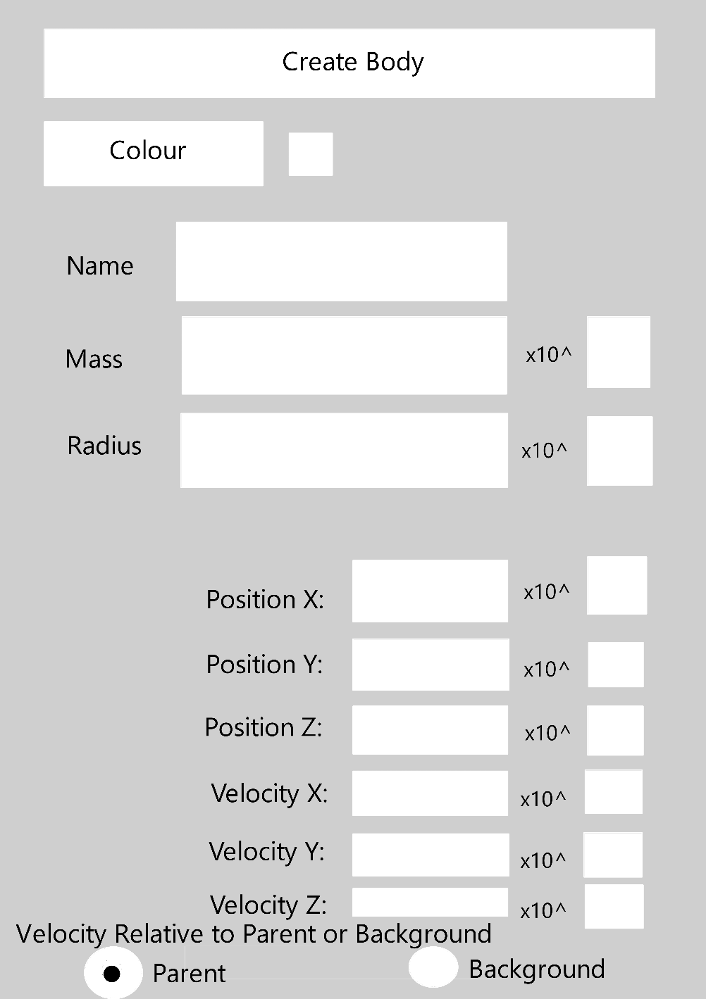 Create Body
Colour
Name
Mass x10^
Radius x10^
Position X: x10^
Position Y: x10^
Position Z: x10^
Velocity X: x10^
Velocity Y: x10^
Velocity Z: x10^
Velocity Relative to Parent or Background
Parent Background